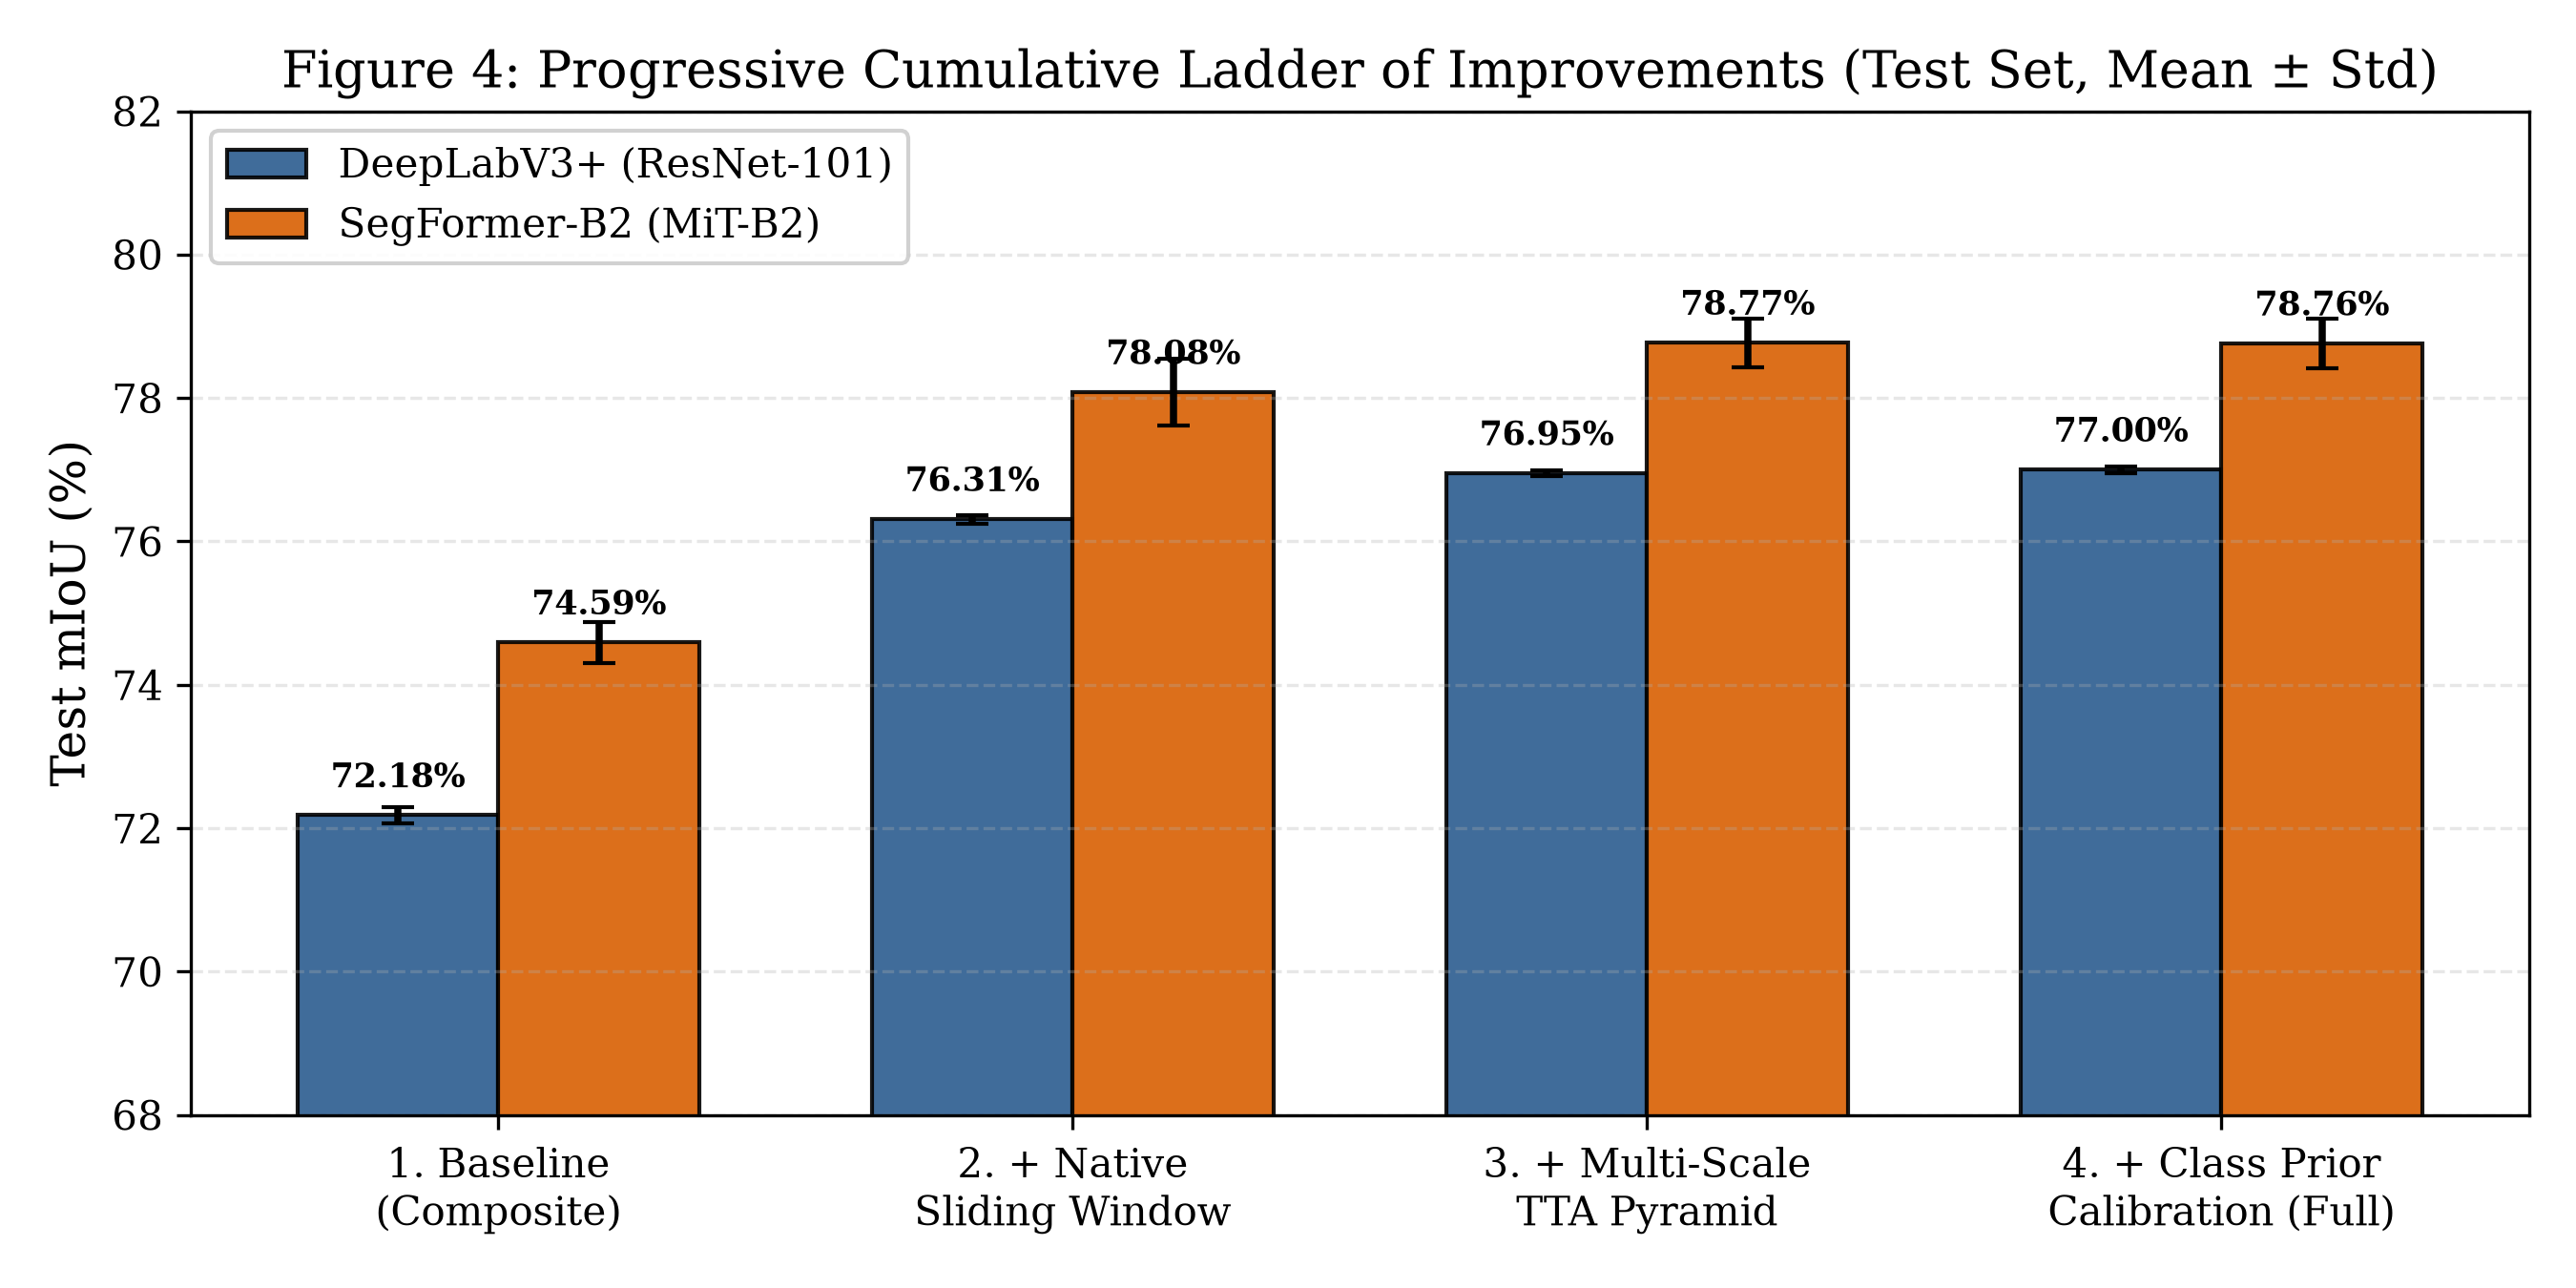 Figure 4: Progressive Cumulative Ladder of Improvements (Test Set, Mean ± Std)
DeepLabV3+ (ResNet-101)
SegFormer-B2 (MiT-B2)
Test mIoU (%)
82
80
78
76
74
72
70
68
72.18%
74.59%
76.31%
78.08%
76.95%
78.77%
77.00%
78.76%
1. Baseline
(Composite)
2. + Native
Sliding Window
3. + Multi-Scale
TTA Pyramid
4. + Class Prior
Calibration (Full)